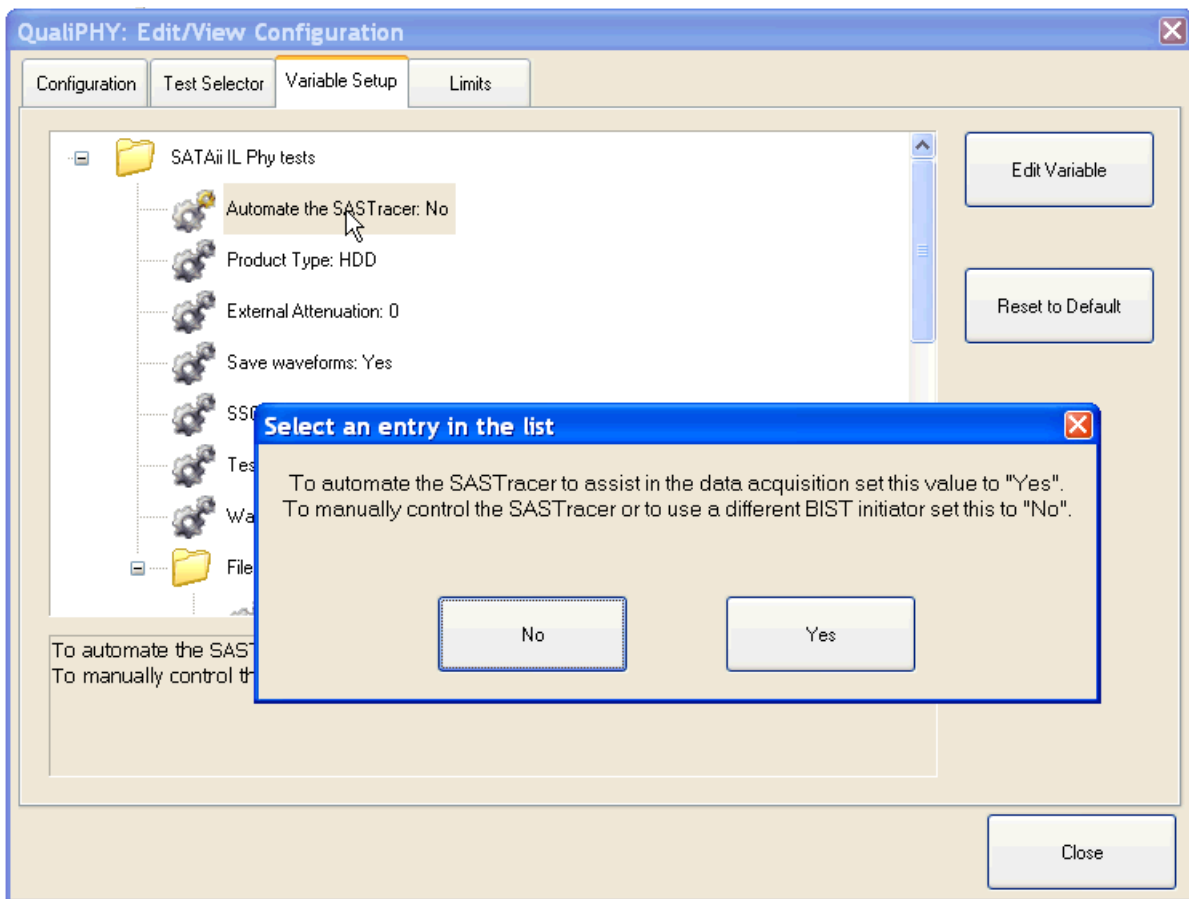 QualiPHY: Edit/View Configuration
Configuration
Test Selector
Variable Setup
Limits
SATAii IL Phy tests
Automate the SASTracer: No
Product Type: HDD
External Attenuation: 0
Save waveforms: Yes
SSC
Tes
Wa
File
To automate the SAST
To manually control th
Edit Variable
Reset to Default
Select an entry in the list
To automate the SASTracer to assist in the data acquisition set this value to "Yes".
To manually control the SASTracer or to use a different BIST initiator set this to "No".
No
Yes
Close